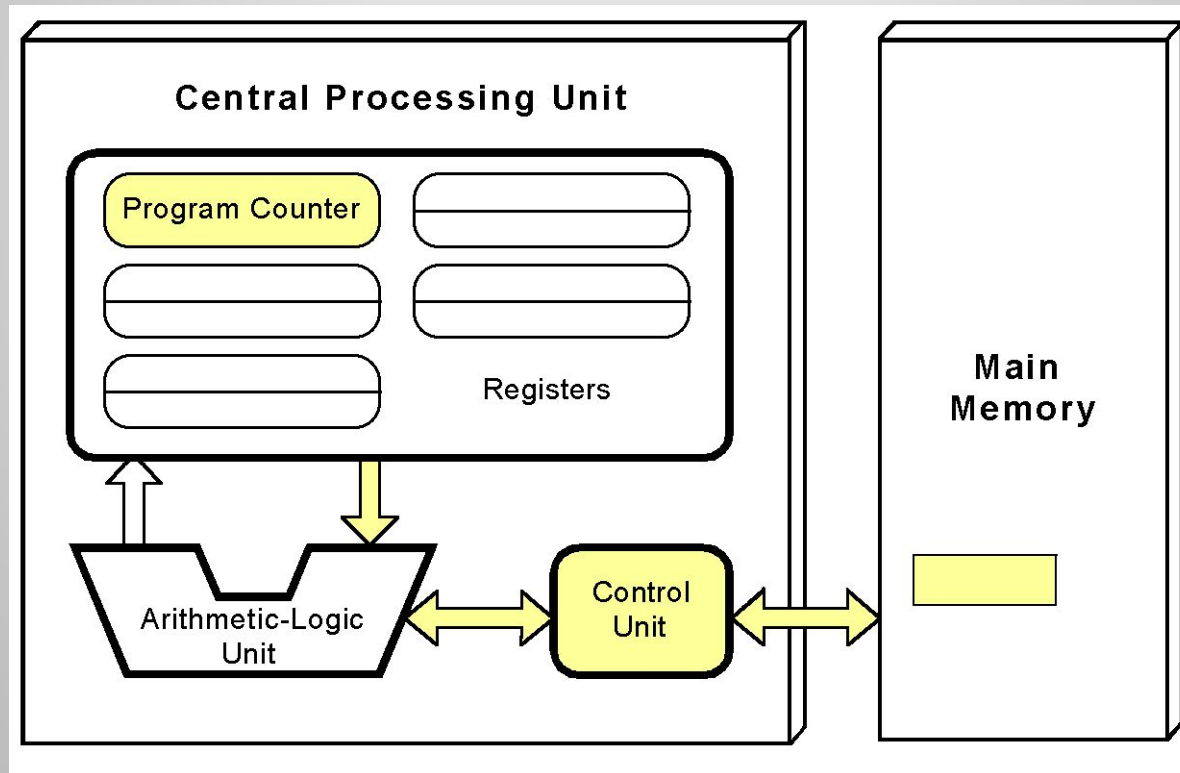 Central Processing Unit
Program Counter
Registers
Main
Memory
Control
Unit
Arithmetic-Logic
Unit